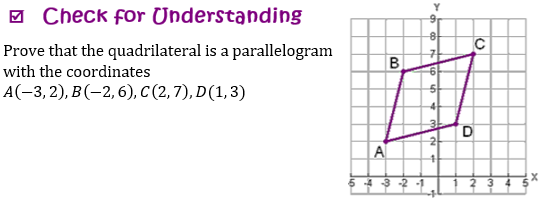 ☑ Check for Understanding
Prove that the quadrilateral is a parallelogram
with the coordinates
A(−3, 2), B(−2, 6), C(2, 7), D(1, 3)
Y
9
8
C
7
B
6
5
4
3
D
2
A
1
-5 -4 -3 -2 -1 1 2 3 4 5 X
-1